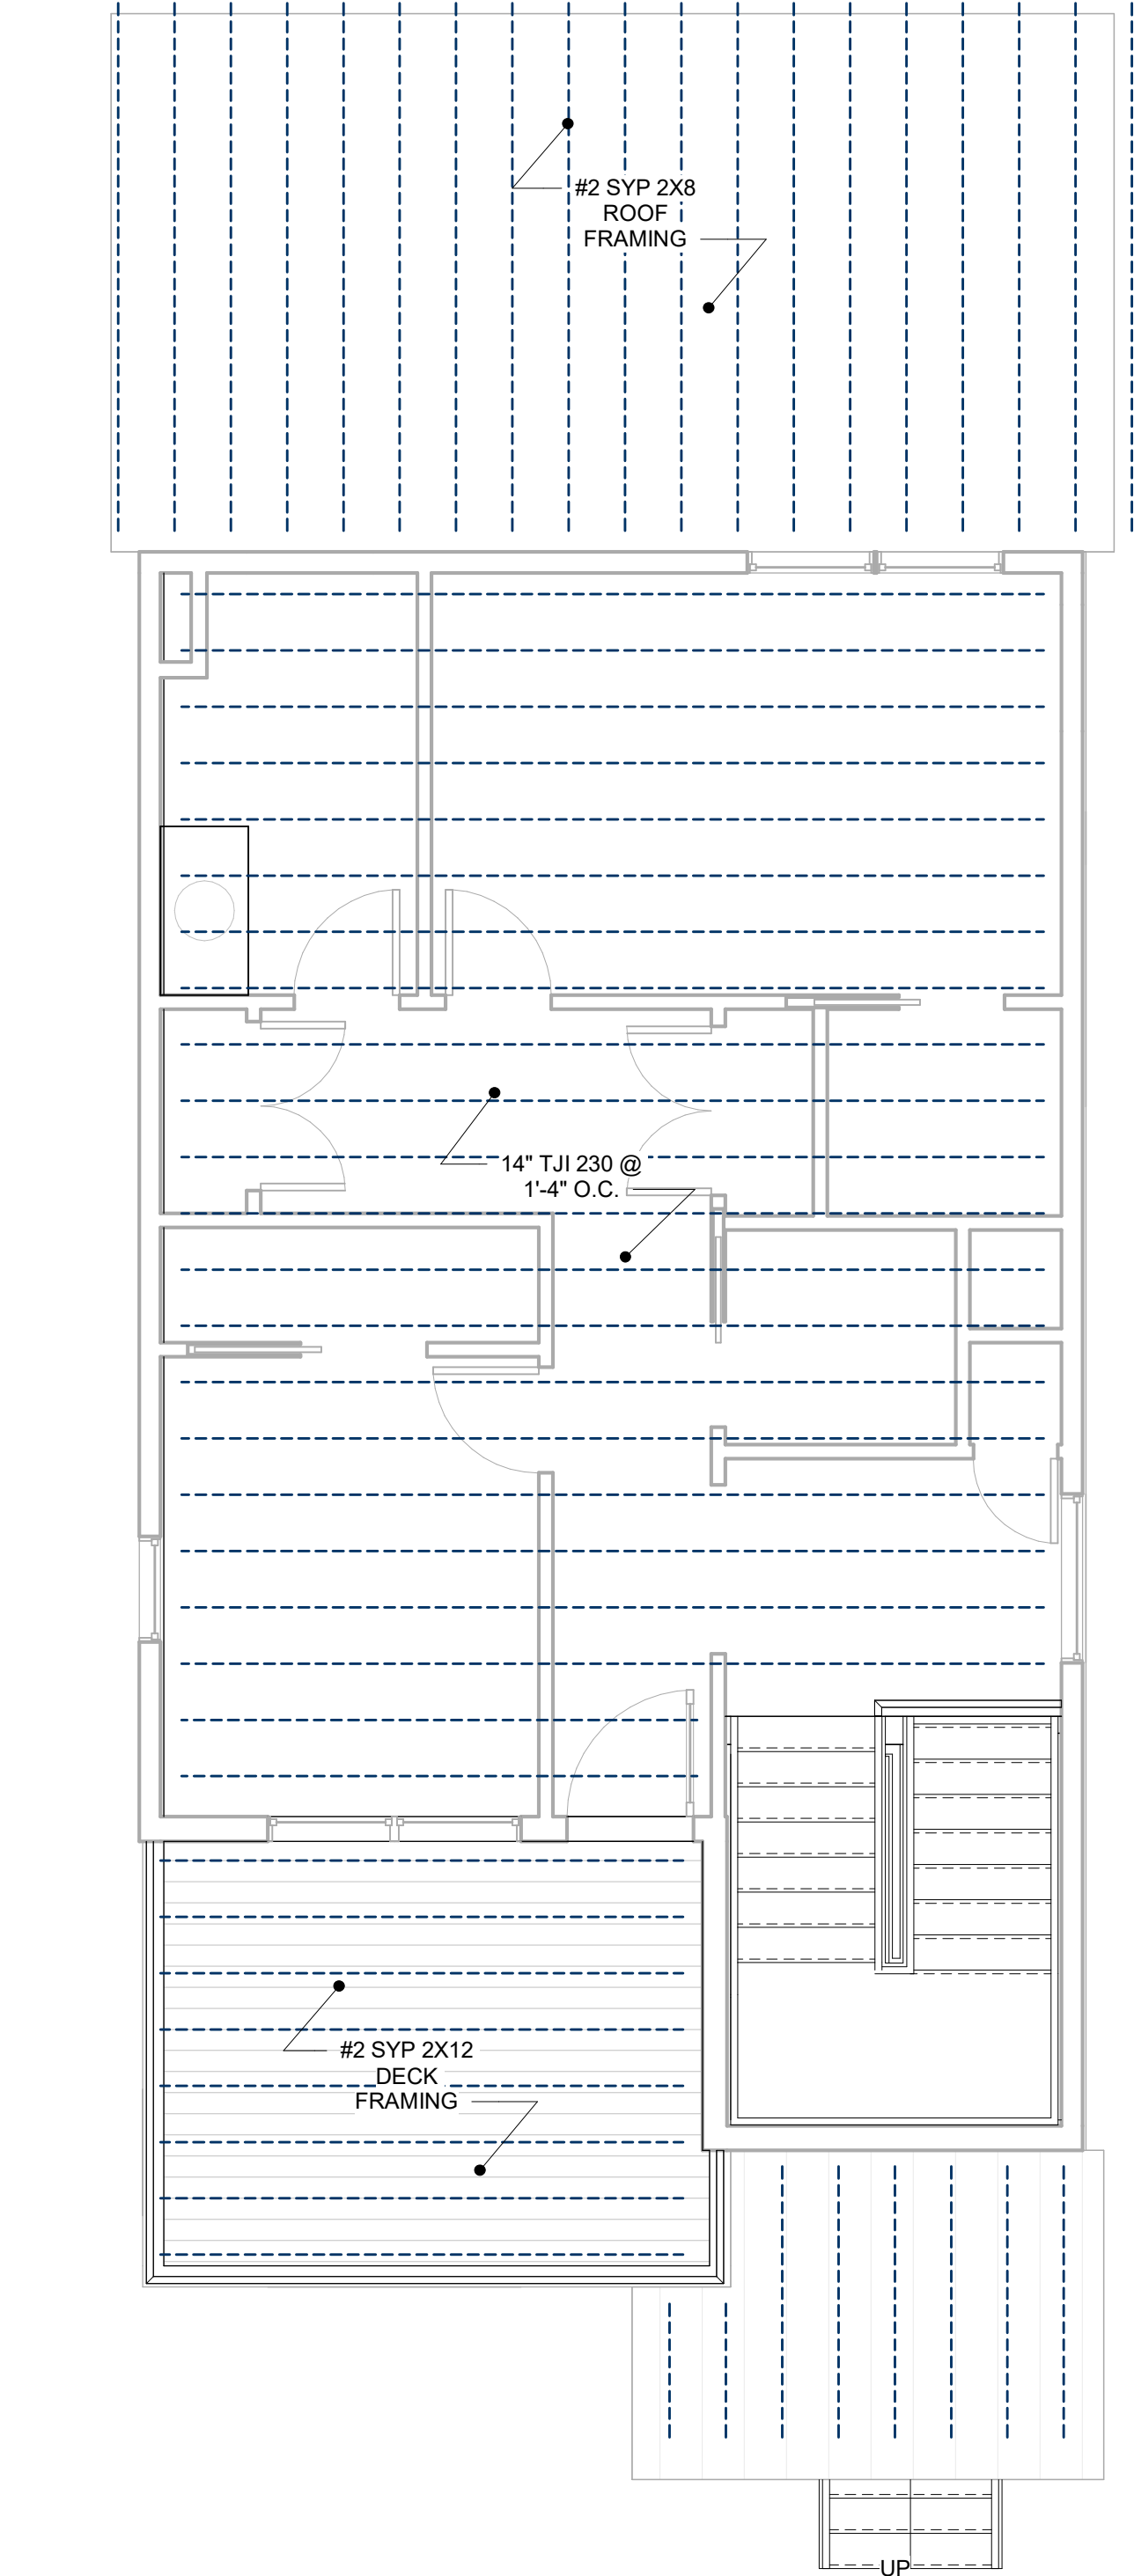 #2 SYP 2X8
ROOF
FRAMING
14" TJI 230 @
1'-4" O.C.
#2 SYP 2X12
DECK
FRAMING
UP